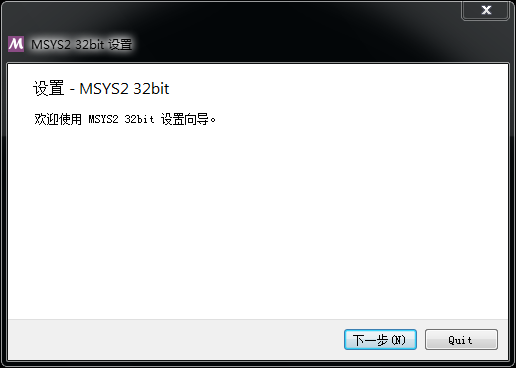 MSYS2 32bit 设置
设置 - MSYS2 32bit
欢迎使用 MSYS2 32bit 设置向导。
下一步(N)
Quit